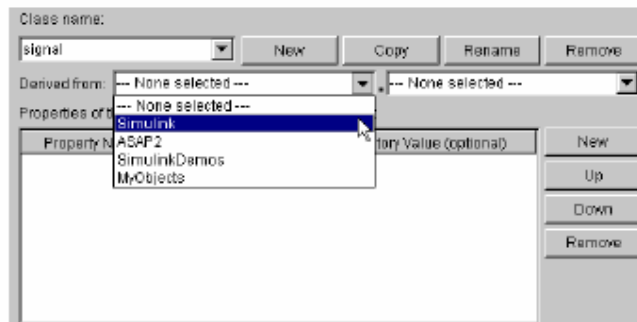 Class name:
signal New Copy Rename Remove
Derived from: --- None selected --- . --- None selected ---
Properties of t
--- None selected ---
Simulink
ASAP2
SimulinkDemos
MyObjects
Property N tory Value (optional) New
Up
Down
Remove